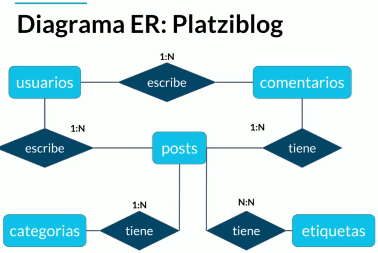 Diagrama ER: Platziblog
1:N
usuarios
escribe
comentarios
1:N
1:N
escribe
posts
tiene
1:N
N:N
categorias
tiene
tiene
etiquetas